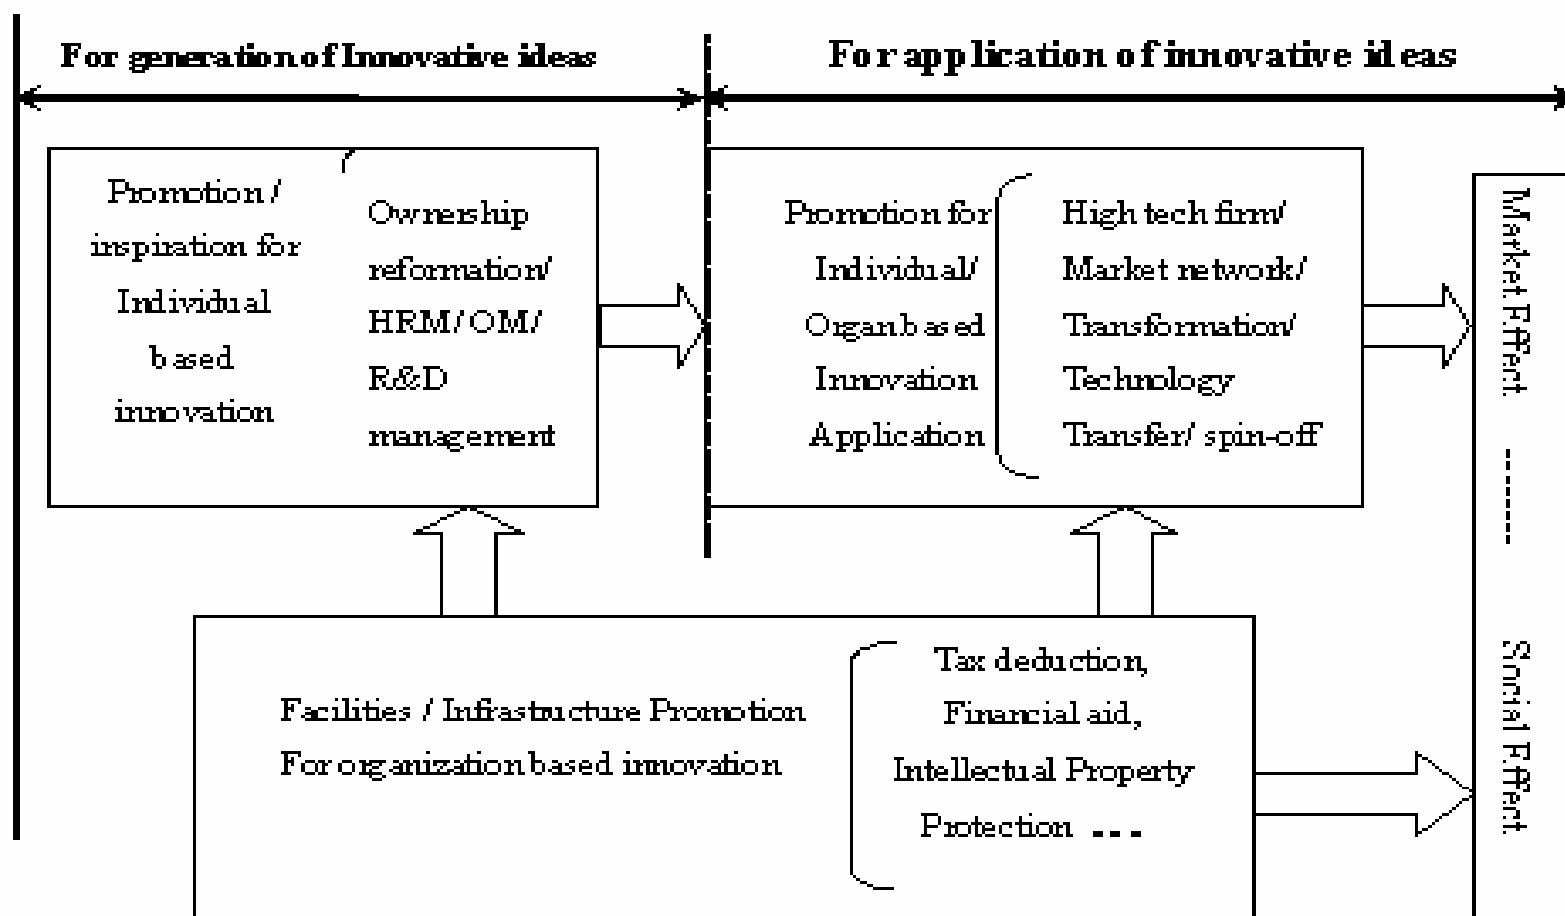 For generation of Innovative ideas
For application of innovative ideas
Promotion /
inspiration for
Individual
based
innovation
Ownership
reformation/
HRM/ OM/
R&D
management
Promotion for
Individual/
Organ based
Innovation
Application
High tech firm/
Market network/
Transformation/
Technology
Transfer/ spin-off
Market Effect -------- Social Effect
Facilities / Infrastructure Promotion
For organization based innovation
Tax deduction,
Financial aid,
Intellectual Property
Protection ...